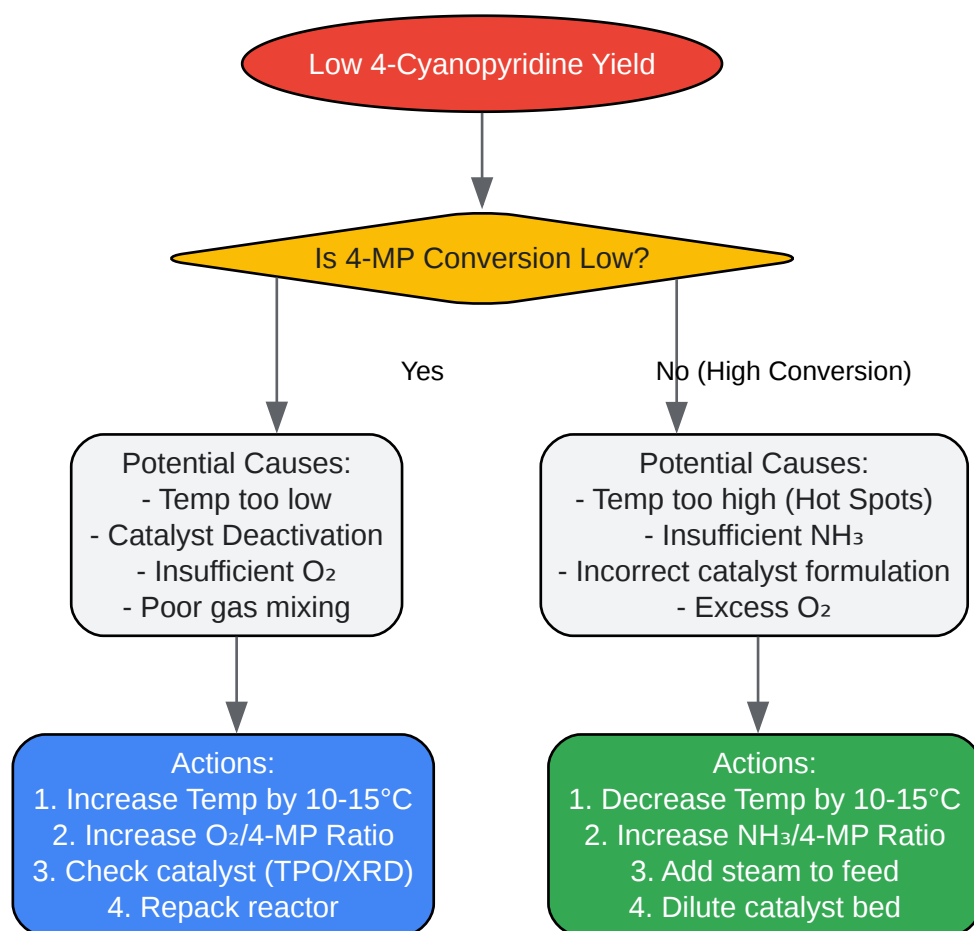 Low 4-Cyanopyridine Yield
Is 4-MP Conversion Low?
Yes
No (High Conversion)
Potential Causes:
- Temp too low
- Catalyst Deactivation
- Insufficient O₂
- Poor gas mixing
Potential Causes:
- Temp too high (Hot Spots)
- Insufficient NH₃
- Incorrect catalyst formulation
- Excess O₂
Actions:
1. Increase Temp by 10-15°C
2. Increase O₂/4-MP Ratio
3. Check catalyst (TPO/XRD)
4. Repack reactor
Actions:
1. Decrease Temp by 10-15°C
2. Increase NH₃/4-MP Ratio
3. Add steam to feed
4. Dilute catalyst bed